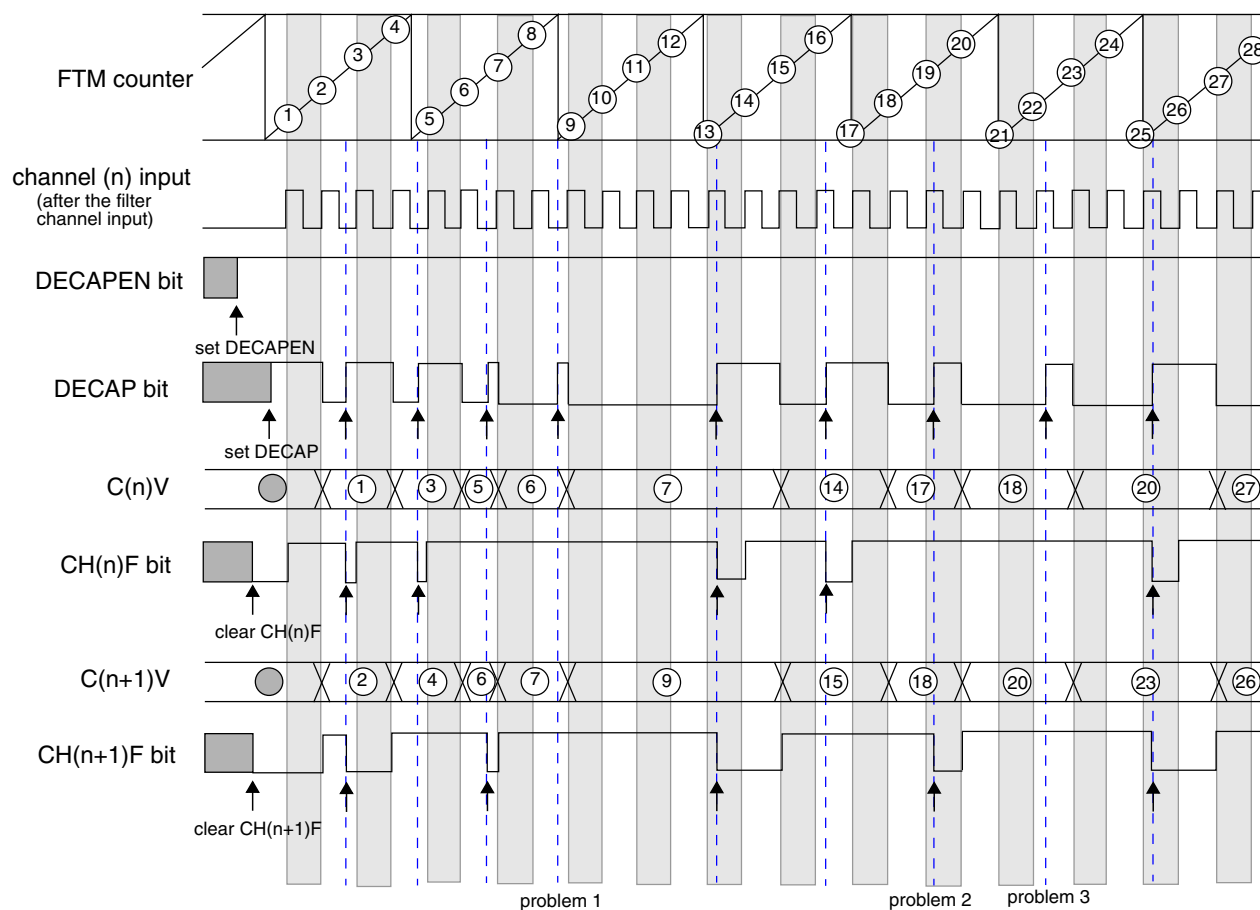 4 8 12 16 20 24 28
3 7 11 15 19 23 27
2 6 10 14 18 22 26
1 5 9 13 17 21 25
FTM counter
channel (n) input
(after the filter
channel input)
DECAPEN bit
set DECAPEN
DECAP bit
set DECAP
C(n)V
1 3 5 6 7 14 17 18 20 27
CH(n)F bit
clear CH(n)F
C(n+1)V
2 4 6 7 9 15 18 20 23 26
CH(n+1)F bit
clear CH(n+1)F
problem 1 problem 2 problem 3